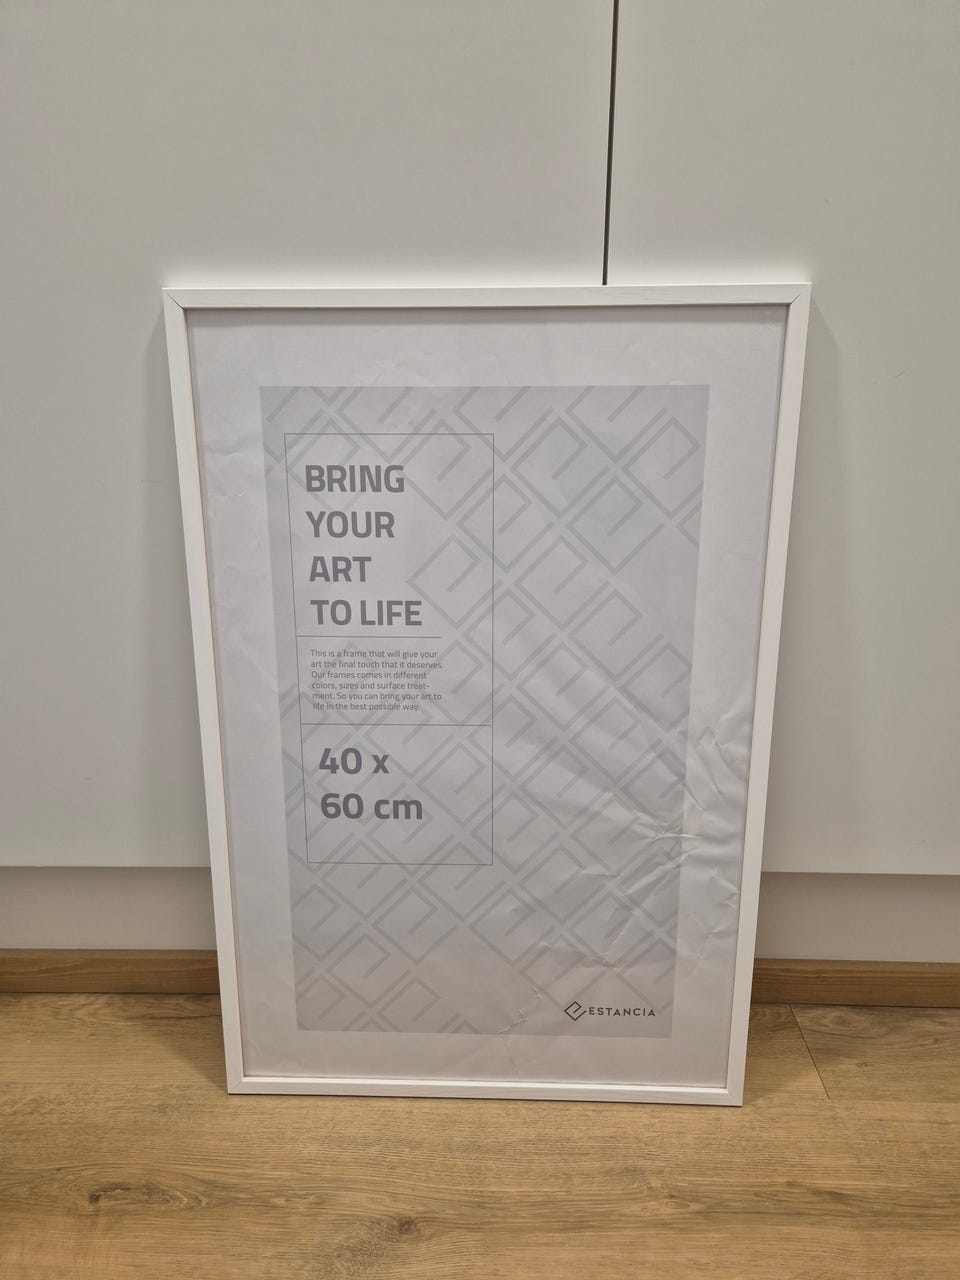 BRING
YOUR
ART
TO LIFE
This is a frame that will give your
art the final touch that it deserves.
Our frames comes in different
colors, sizes and surface treat-
ment. So you can bring your art to
life in the best possible way.
40 x
60 cm
ESTANCIA